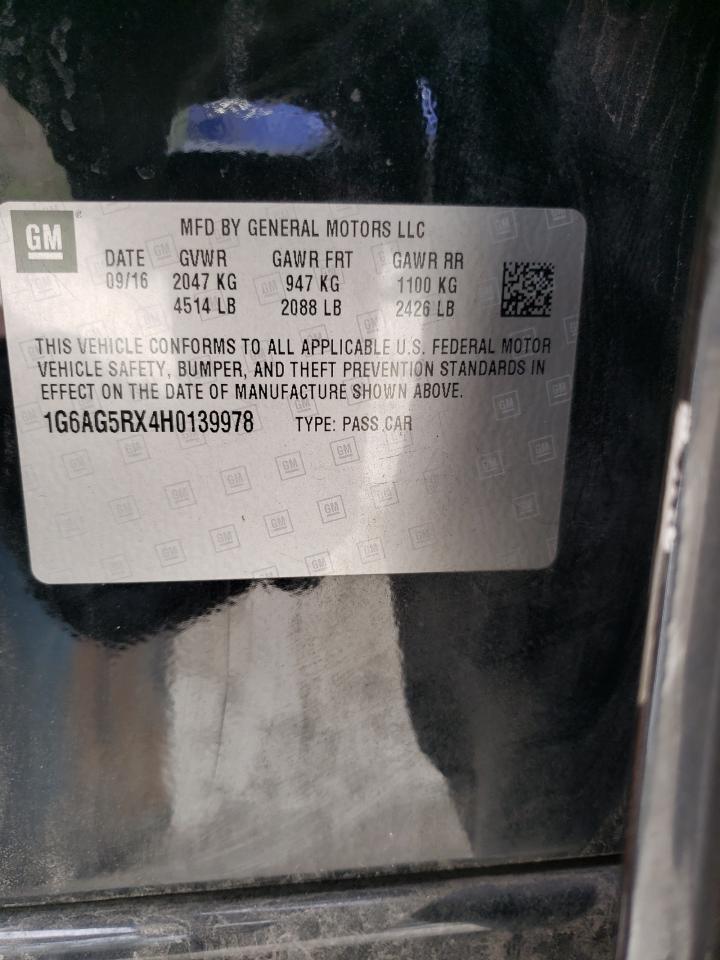 GM
MFD BY GENERAL MOTORS LLC
DATE GVWR GAWR FRT GAWR RR
09/16 2047 KG 947 KG 1100 KG
4514 LB 2088 LB 2426 LB
THIS VEHICLE CONFORMS TO ALL APPLICABLE U.S. FEDERAL MOTOR
VEHICLE SAFETY, BUMPER, AND THEFT PREVENTION STANDARDS IN
EFFECT ON THE DATE OF MANUFACTURE SHOWN ABOVE.
1G6AG5RX4H0139978 TYPE: PASS CAR